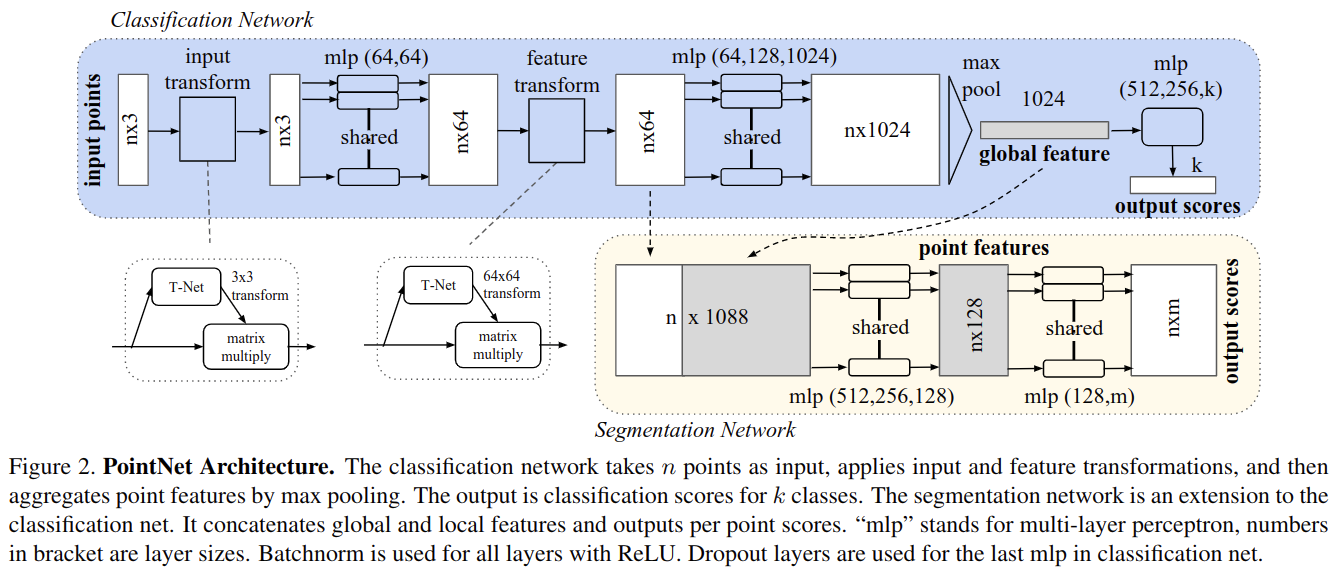 Classification Network
input points
nx3
input
transform
nx3
mlp (64,64)
shared
nx64
feature
transform
nx64
mlp (64,128,1024)
shared
nx1024
max
pool
1024
global feature
mlp
(512,256,k)
k
output scores
T-Net
3x3
transform
matrix
multiply
T-Net
64x64
transform
matrix
multiply
point features
n x 1088
shared
mlp (512,256,128)
nx128
shared
mlp (128,m)
nxm
output scores
Segmentation Network
Figure 2. PointNet Architecture. The classification network takes n points as input, applies input and feature transformations, and then
aggregates point features by max pooling. The output is classification scores for k classes. The segmentation network is an extension to the
classification net. It concatenates global and local features and outputs per point scores. “mlp” stands for multi-layer perceptron, numbers
in bracket are layer sizes. Batchnorm is used for all layers with ReLU. Dropout layers are used for the last mlp in classification net.